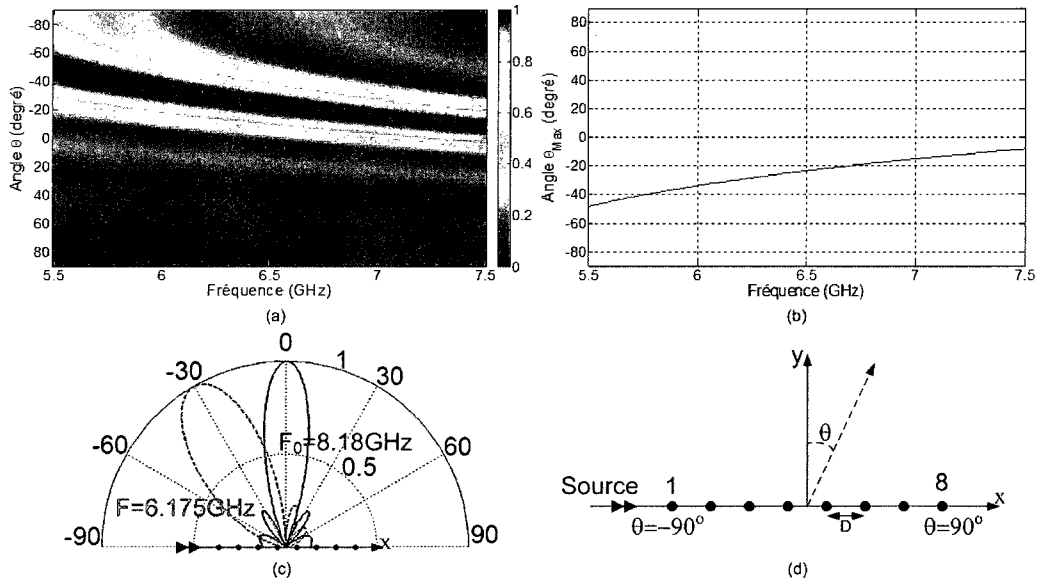 -80
-60
-40
-20
0
20
40
60
80
Angle θ (degré)
5.5 6 6.5 7 7.5
Fréquence (GHz)
1
0.8
0.6
0.4
0.2
0
(a)
80
60
40
20
0
-20
-40
-60
-80
Angle θMax (degré)
5.5 6 6.5 7 7.5
Fréquence (GHz)
(b)
0
-30 1 30
-60 60
F0=8.18GHz
0.5
F=6.175GHz
-90 x 90
(c)
y
θ
Source 1 8
x
θ=-90° D θ=90°
(d)